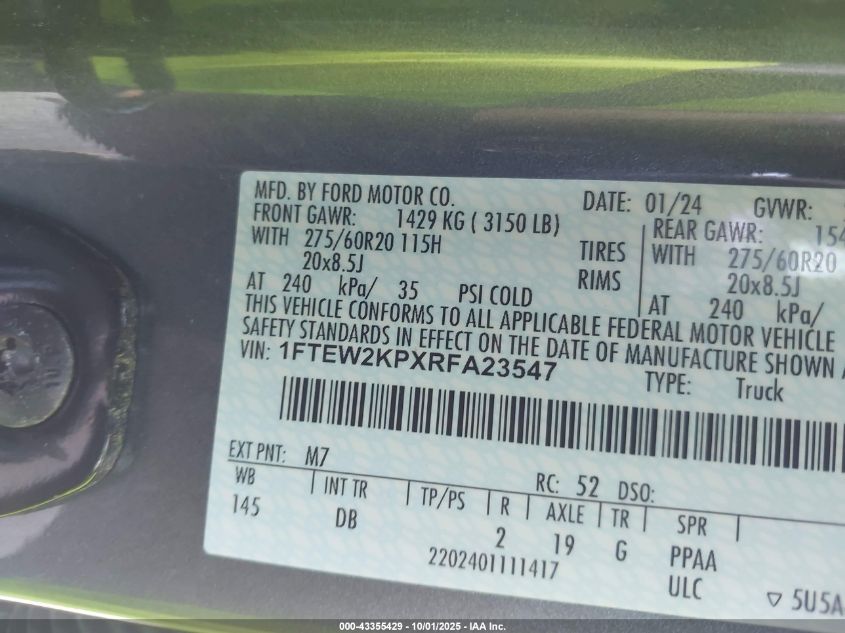 MFD. BY FORD MOTOR CO. DATE: 01/24 GVWR:
FRONT GAWR: 1429 KG ( 3150 LB) REAR GAWR: 154
WITH 275/60R20 115H TIRES WITH 275/60R20
20x8.5J RIMS 20x8.5J
AT 240 kPa/ 35 PSI COLD AT 240 kPa/
THIS VEHICLE CONFORMS TO ALL APPLICABLE FEDERAL MOTOR VEHICLE
SAFETY STANDARDS IN EFFECT ON THE DATE OF MANUFACTURE SHOWN A
VIN: 1FTEW2KPXRFA23547 TYPE: Truck
EXT PNT: M7 RC: 52 DSO:
WB INT TR TP/PS R AXLE TR SPR
145 DB 2 19 G PPAA
2202401111417 ULC ▽ 5U5A
000-43355429 - 10/01/2025 - IAA Inc.